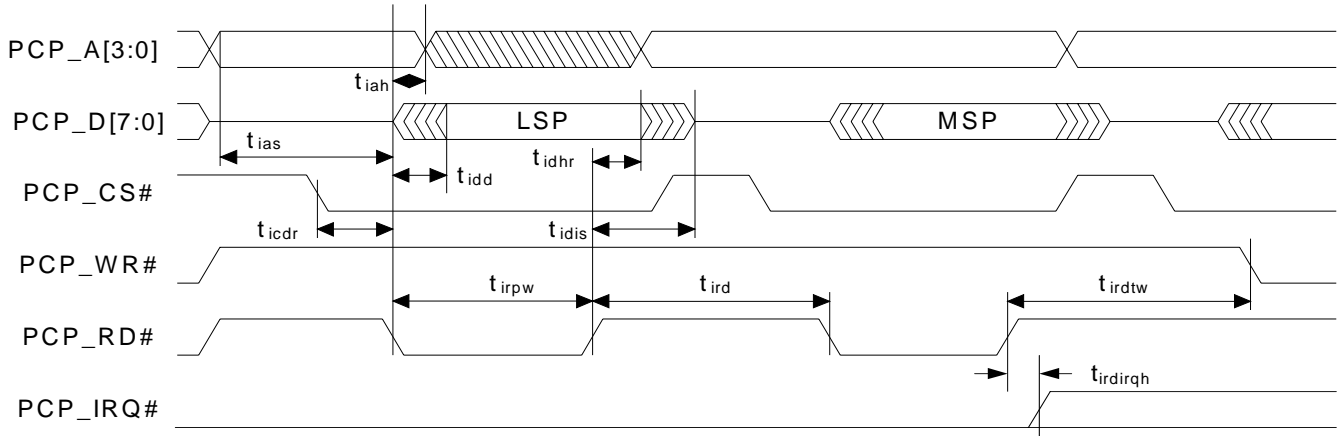 PCP_A[3:0]
t iah
PCP_D[7:0]
LSP
MSP
t ias
t idd
t idhr
PCP_CS#
t icdr
t idis
PCP_WR#
t irpw
t ird
t irdtw
PCP_RD#
t irdirqh
PCP_IRQ#